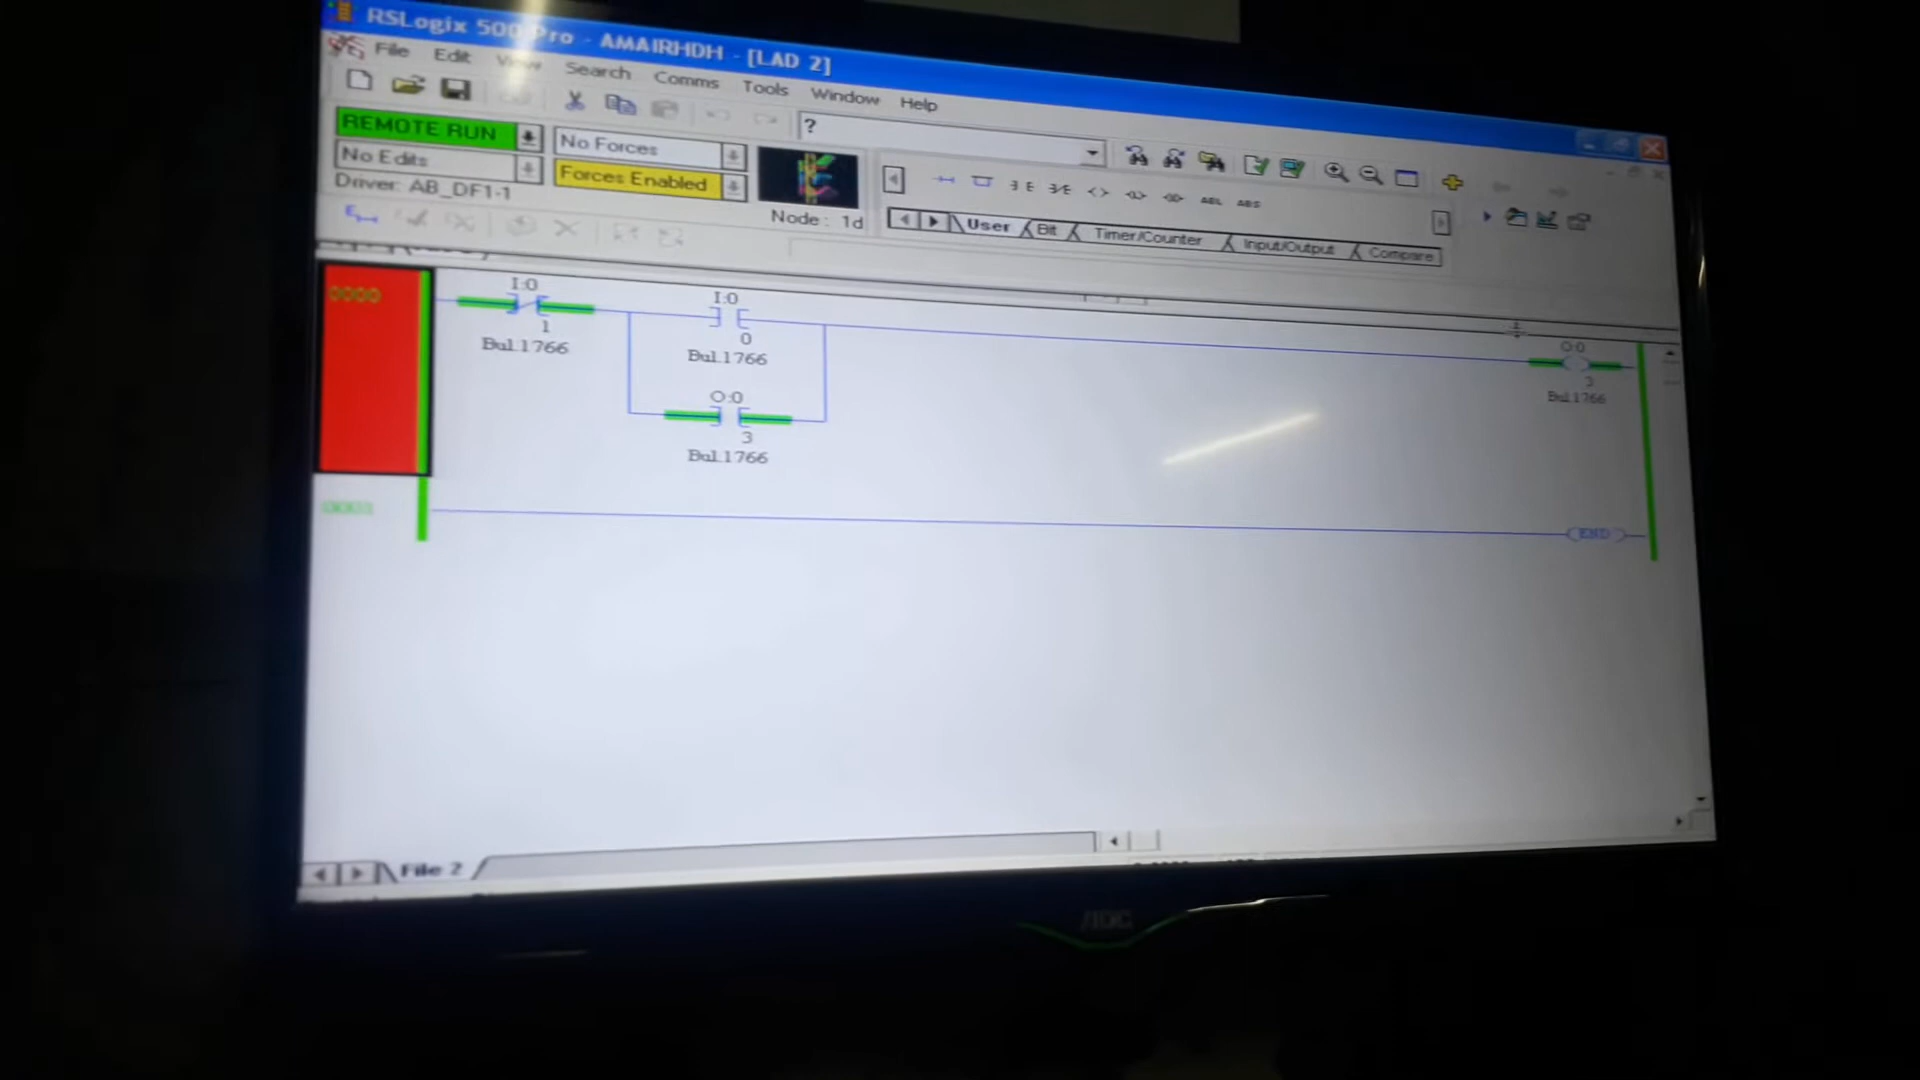 RSLogix 500 Pro - AMAIRHDH - [LAD 2]
File Edit View Search Comms Tools Window Help
REMOTE RUN
No Forces
?
No Edits
Forces Enabled
Driver: AB_DF1-1
Node: 1d
User Bit Timer/Counter Input/Output Compare
0000
I:0
1
Bul.1766
I:0
0
Bul.1766
O:0
3
Bul.1766
O:0
3
Bul.1766
END
File 2
AOC